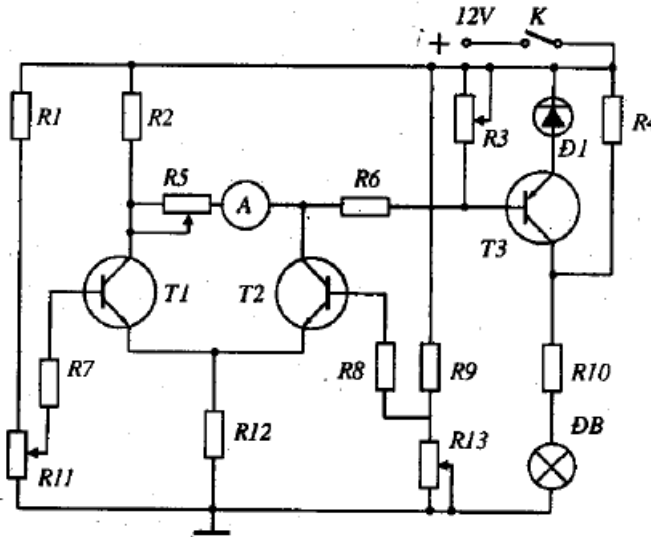 + 12V K
R1 R2 R3 Đ1 R4
R5 A R6
T1 T2 T3
R7 R8 R9 R10
R11 R12 R13 ĐB